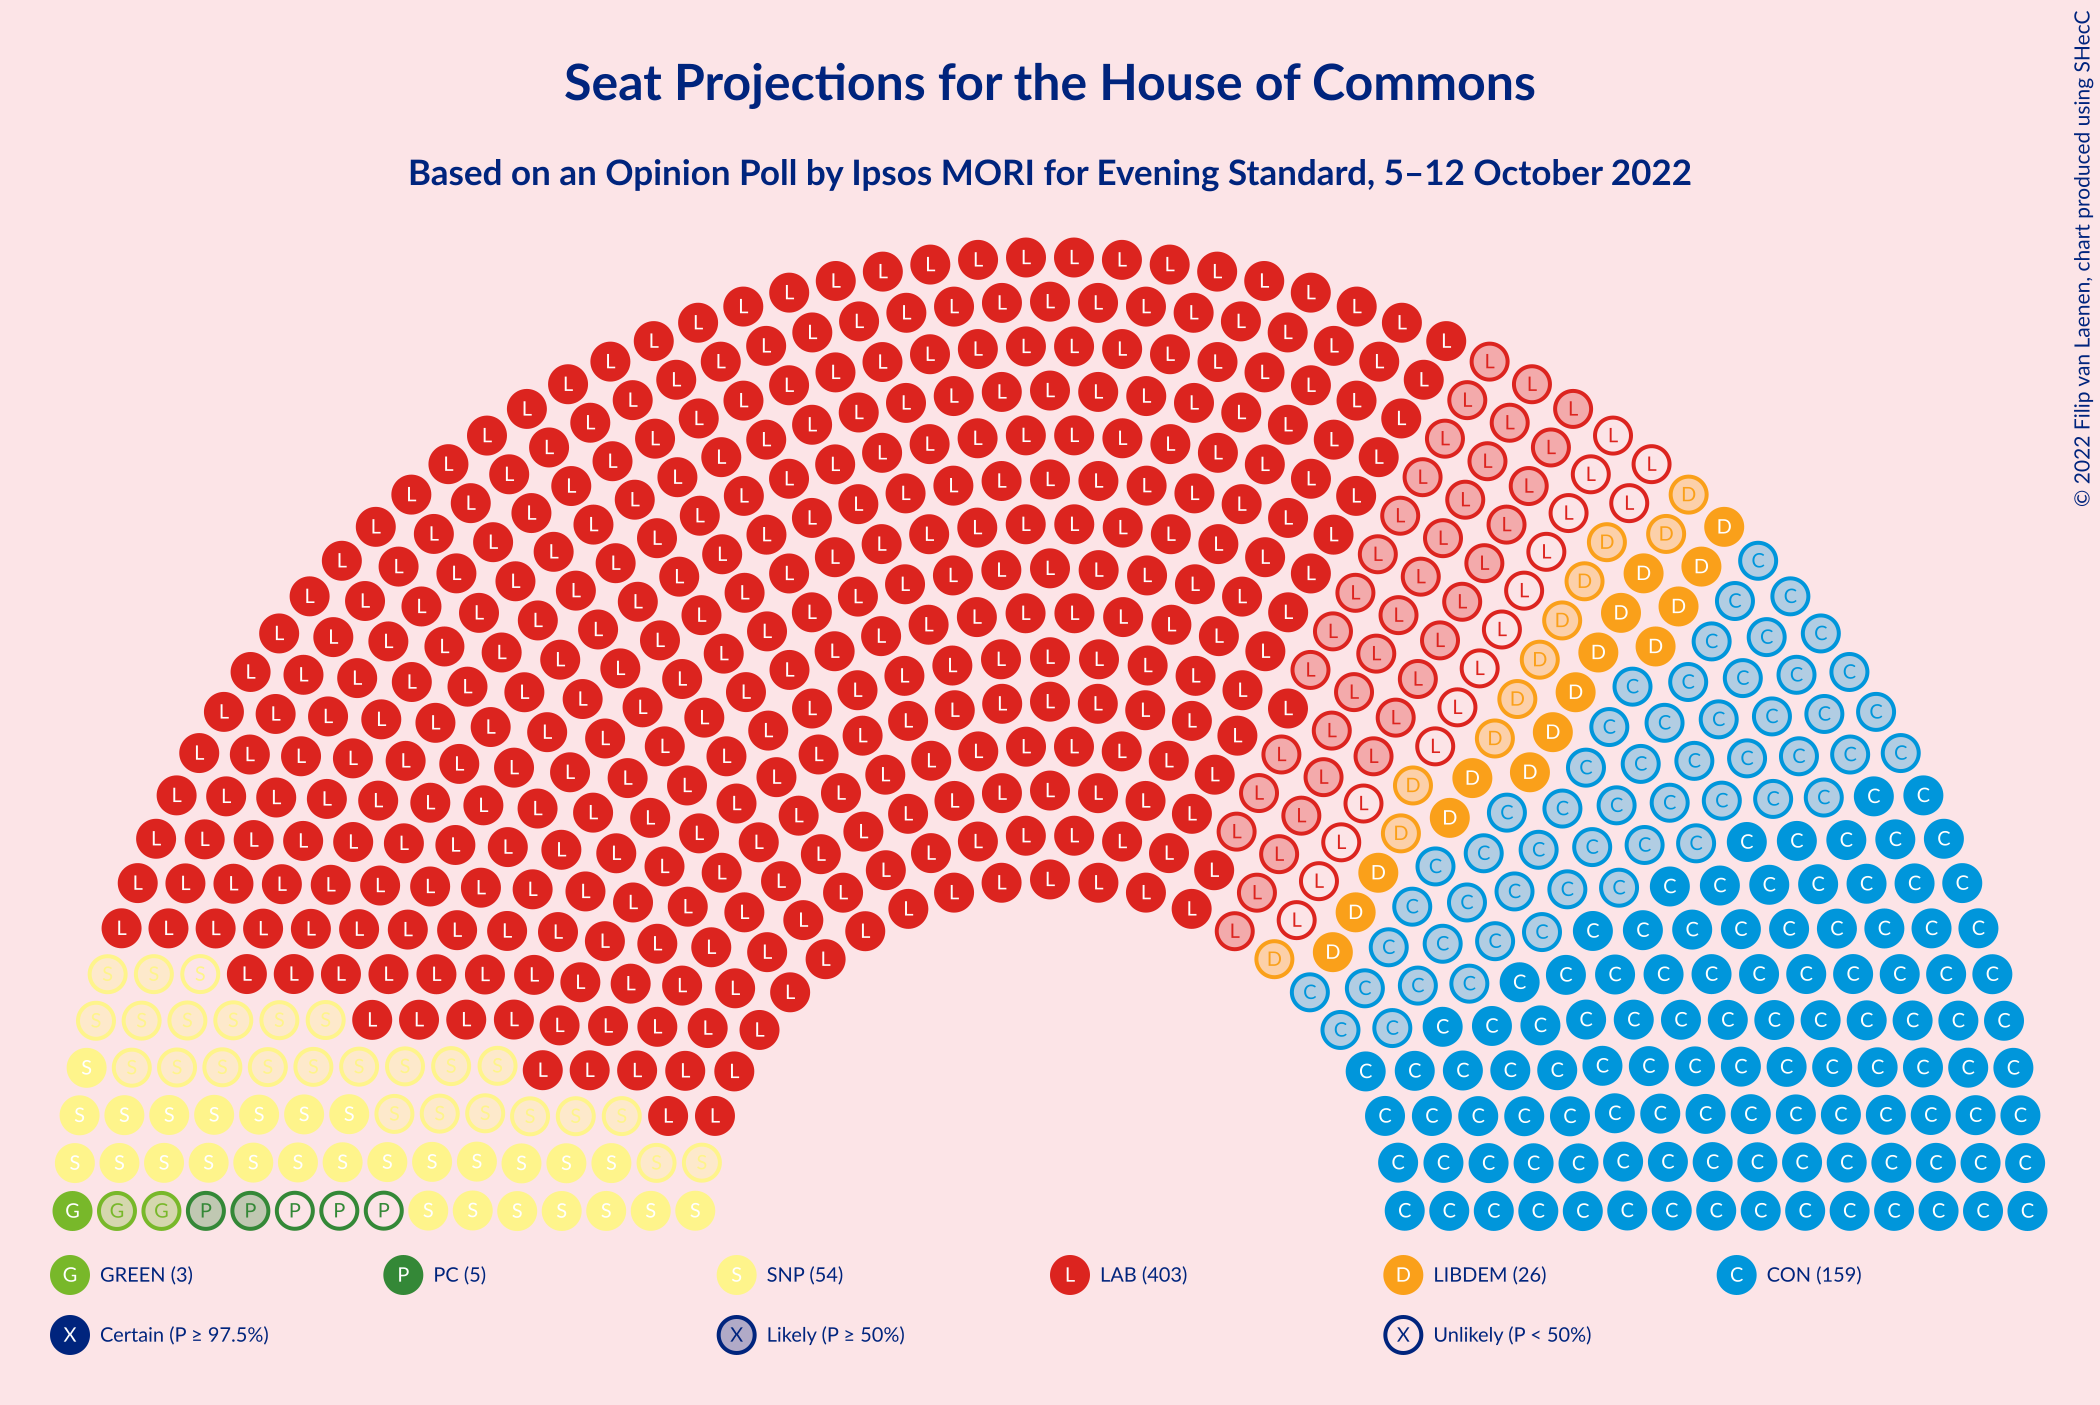 Seat Projections for the House of Commons
Based on an Opinion Poll by Ipsos MORI for Evening Standard, 5–12 October 2022
© 2022 Filip van Laenen, chart produced using SHecC
G GREEN (3)
P PC (5)
S SNP (54)
L LAB (403)
D LIBDEM (26)
C CON (159)
X Certain (P ≥ 97.5%)
X Likely (P ≥ 50%)
X Unlikely (P < 50%)